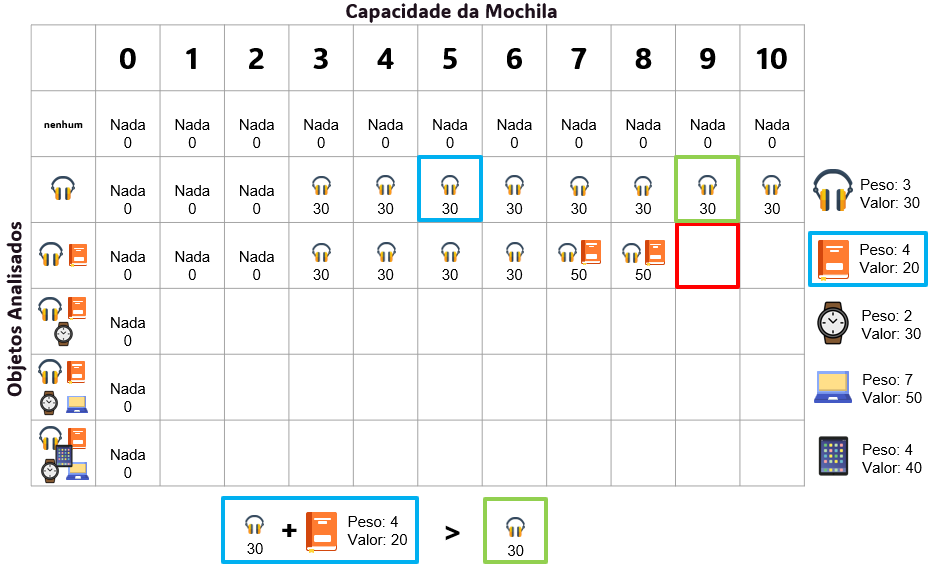 Capacidade da Mochila
0 1 2 3 4 5 6 7 8 9 10
nenhum Nada Nada Nada Nada Nada Nada Nada Nada Nada Nada Nada
0 0 0 0 0 0 0 0 0 0 0
Nada Nada Nada
0 0 0 30 30 30 30 30 30 30 30
Peso: 3
Valor: 30
Objetos Analisados
Nada Nada Nada
0 0 0 30 30 30 30 50 50
Peso: 4
Valor: 20
Nada
0
Peso: 2
Valor: 30
Nada
0
Peso: 7
Valor: 50
Nada
0
Peso: 4
Valor: 40
30 + Peso: 4
Valor: 20
>
30